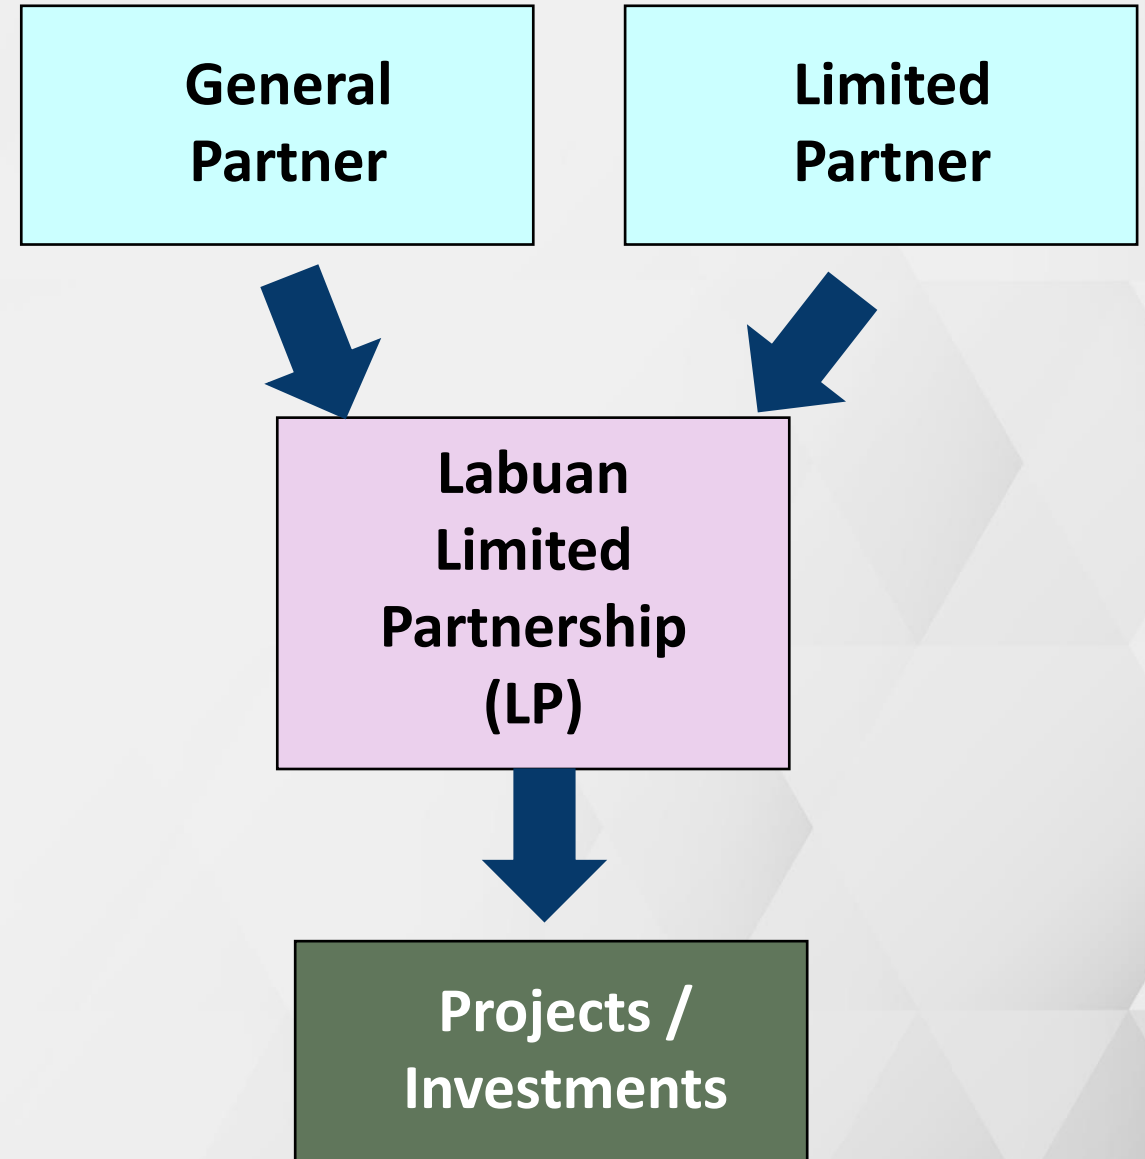 General
Partner
Limited
Partner
Labuan
Limited
Partnership
(LP)
Projects /
Investments